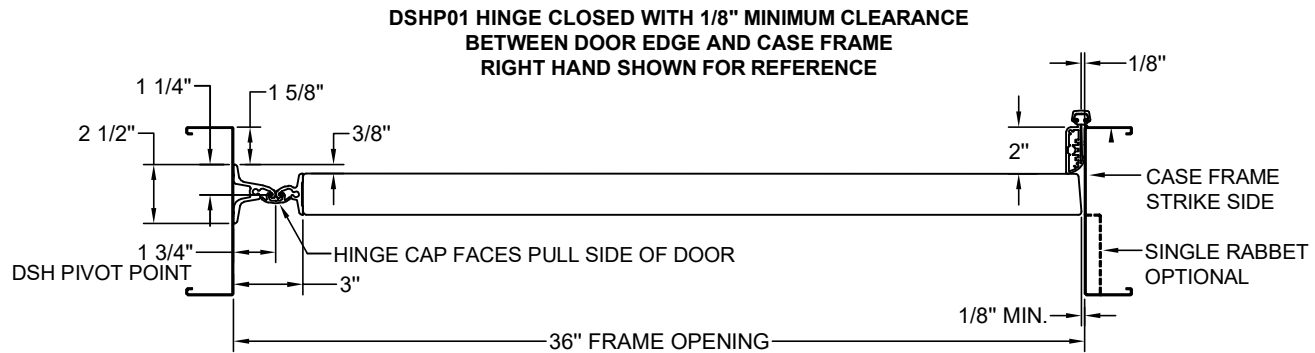 DSHP01 HINGE CLOSED WITH 1/8" MINIMUM CLEARANCE
BETWEEN DOOR EDGE AND CASE FRAME
RIGHT HAND SHOWN FOR REFERENCE
1/8"
1 1/4"
1 5/8"
2 1/2"
3/8"
2"
CASE FRAME
STRIKE SIDE
1 3/4"
HINGE CAP FACES PULL SIDE OF DOOR
SINGLE RABBET
OPTIONAL
DSH PIVOT POINT
3"
1/8" MIN.
36" FRAME OPENING